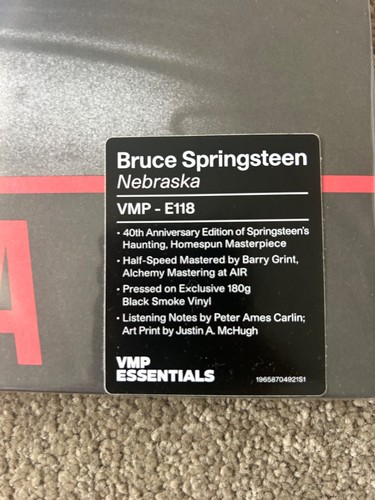 Bruce Springsteen
Nebraska
VMP - E118
• 40th Anniversary Edition of Springsteen's
Haunting, Homespun Masterpiece
• Half-Speed Mastered by Barry Grint,
Alchemy Mastering at AIR
• Pressed on Exclusive 180g
Black Smoke Vinyl
• Listening Notes by Peter Ames Carlin;
Art Print by Justin A. McHugh
VMP
ESSENTIALS
19658704921S1
A